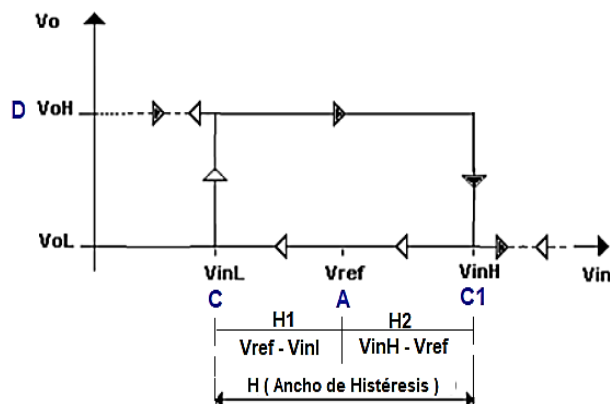 Vo
D VoH
VoL
VinL Vref VinH Vin
C A C1
H1 H2
Vref - Vinl VinH - Vref
H ( Ancho de Histéresis )